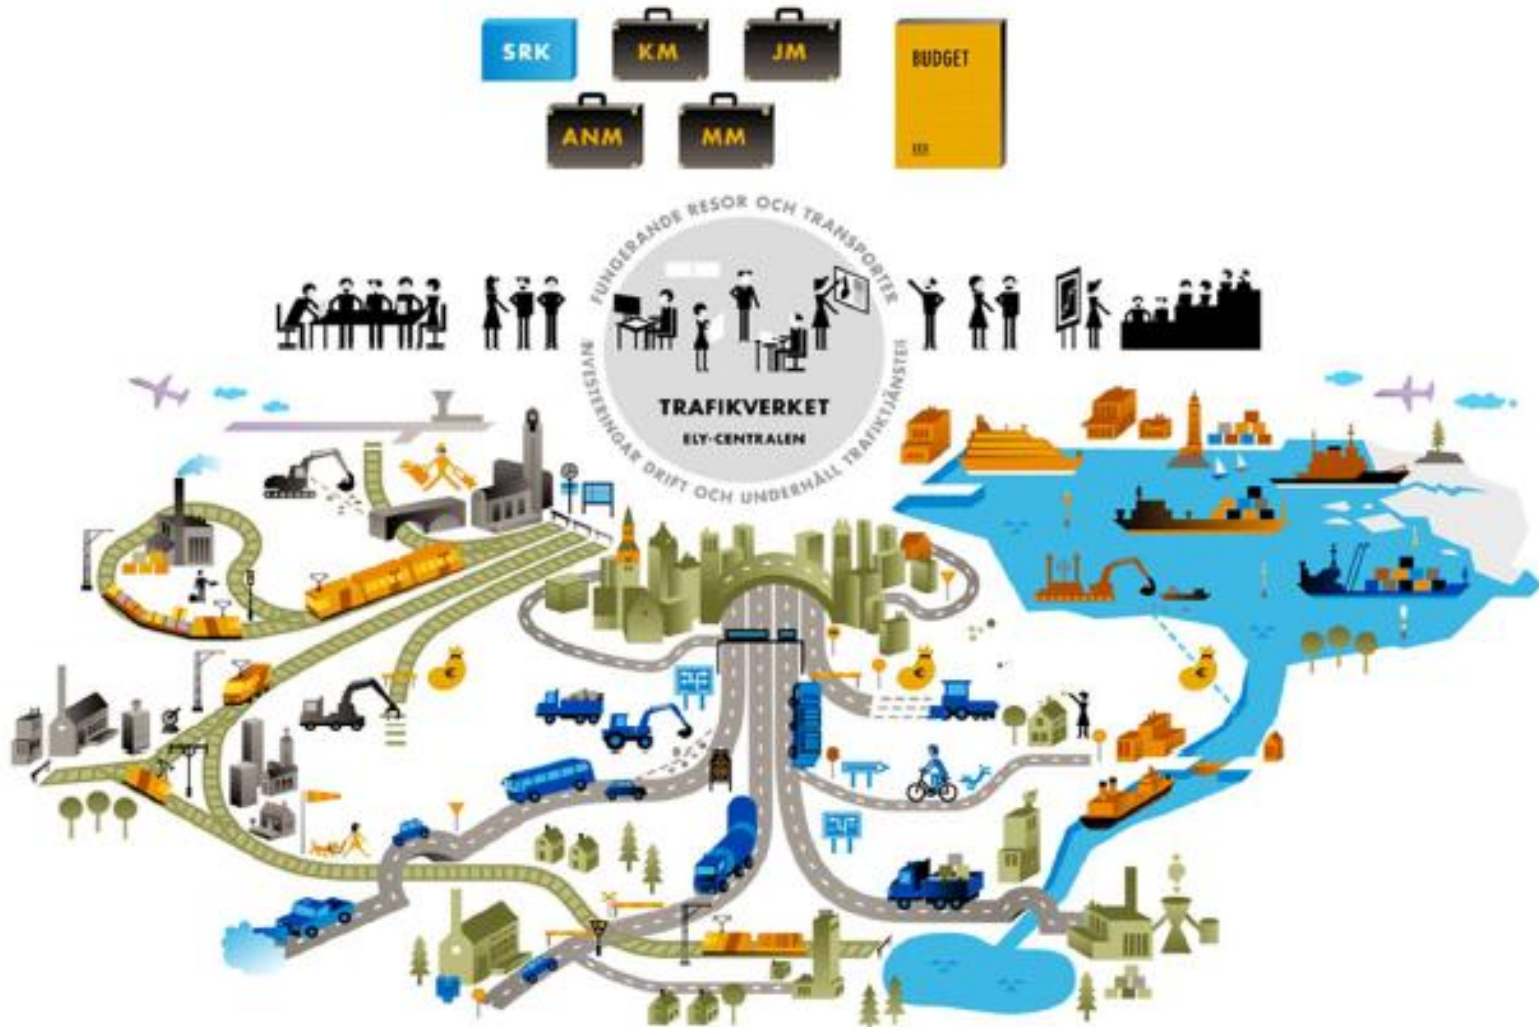 SRK
KM
JM
BUDGET
ANM
MM
FUNGERANDE RESOR OCH TRANSPORTER
TRAFIKVERKET
ELY-CENTRALEN
INVESTERINGAR DRIFT OCH UNDERHÅLL TRAFIKTJÄNSTER